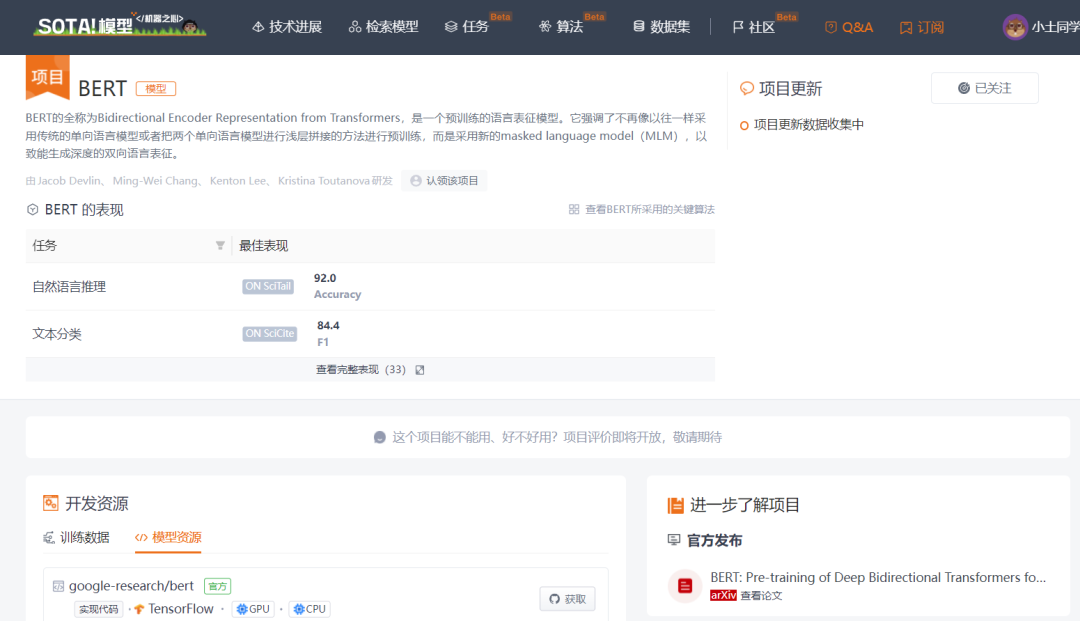 SOTA!模型 </机器之心>
技术进展 检索模型 任务 Beta 算法 Beta 数据集 社区 Beta Q&A 订阅 小土同学
项目 BERT 模型
BERT的全称为Bidirectional Encoder Representation from Transformers，是一个预训练的语言表征模型。它强调了不再像以往一样采
用传统的单向语言模型或者把两个单向语言模型进行浅层拼接的方法进行预训练，而是采用新的masked language model（MLM），以
致能生成深度的双向语言表征。
由Jacob Devlin、 Ming-Wei Chang、 Kenton Lee、 Kristina Toutanova 研发 认领该项目
项目更新 已关注
项目更新数据收集中
BERT 的表现 查看BERT所采用的关键算法
任务 最佳表现
自然语言推理 ON SciTail 92.0
Accuracy
文本分类 ON SciCite 84.4
F1
查看完整表现（33）
这个项目能不能用、好不好用？项目评价即将开放，敬请期待
开发资源
训练数据 模型资源
google-research/bert 官方
实现代码 · TensorFlow · GPU · CPU
获取
进一步了解项目
官方发布
BERT: Pre-training of Deep Bidirectional Transformers fo...
arXiv 查看论文